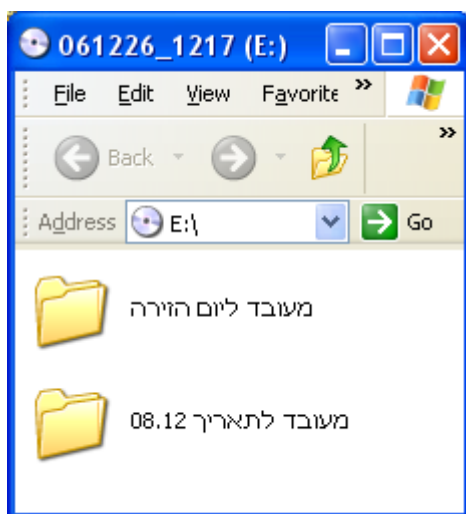 061226_1217 (E:)
File Edit View Favorite »
Back »
Address E:\ Go
מעובד ליום הזירה
מעובד לתאריך 08.12